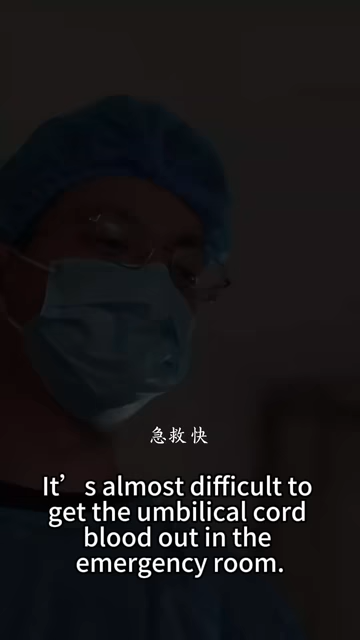 急救快
It’s almost difficult to
get the umbilical cord
blood out in the
emergency room.